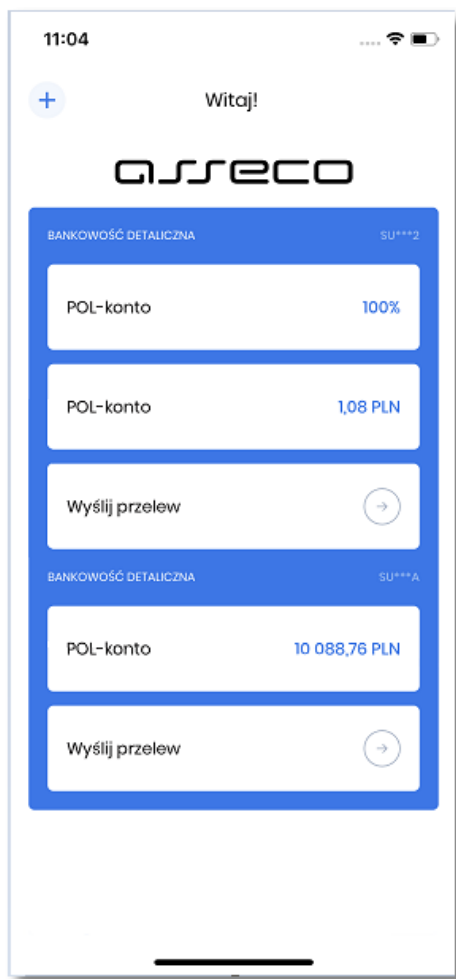 11:04
Witaj!
asseco
BANKOWOŚĆ DETALICZNA SU***2
POL-konto 100%
POL-konto 1,08 PLN
Wyślij przelew
BANKOWOŚĆ DETALICZNA SU***A
POL-konto 10 088,76 PLN
Wyślij przelew